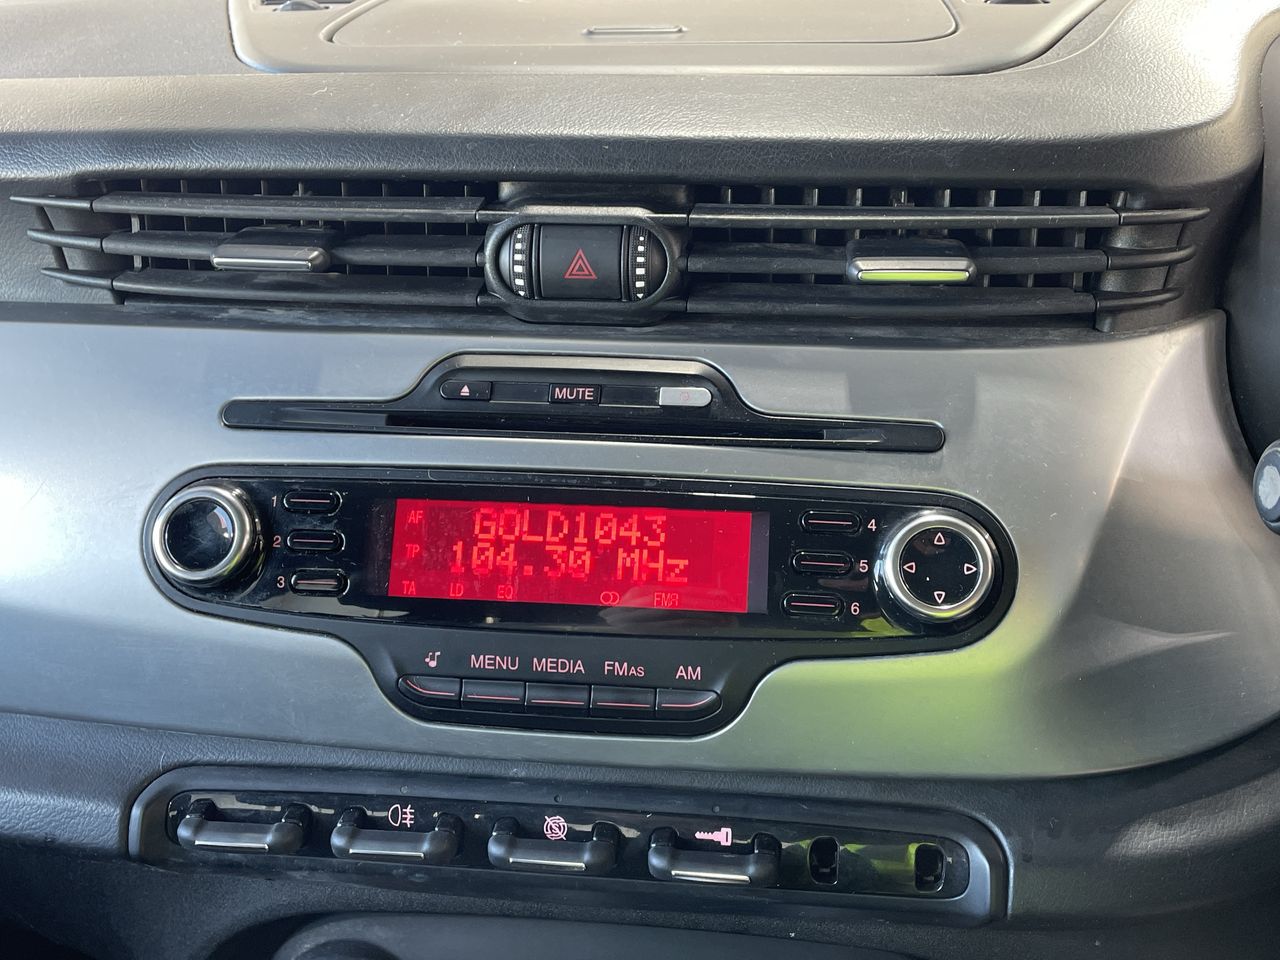 MUTE
1
2
3
AF
GOLD1043
TP
104.30 MHz
TA LD EQ FMA
4
5
6
MENU MEDIA FMAS AM